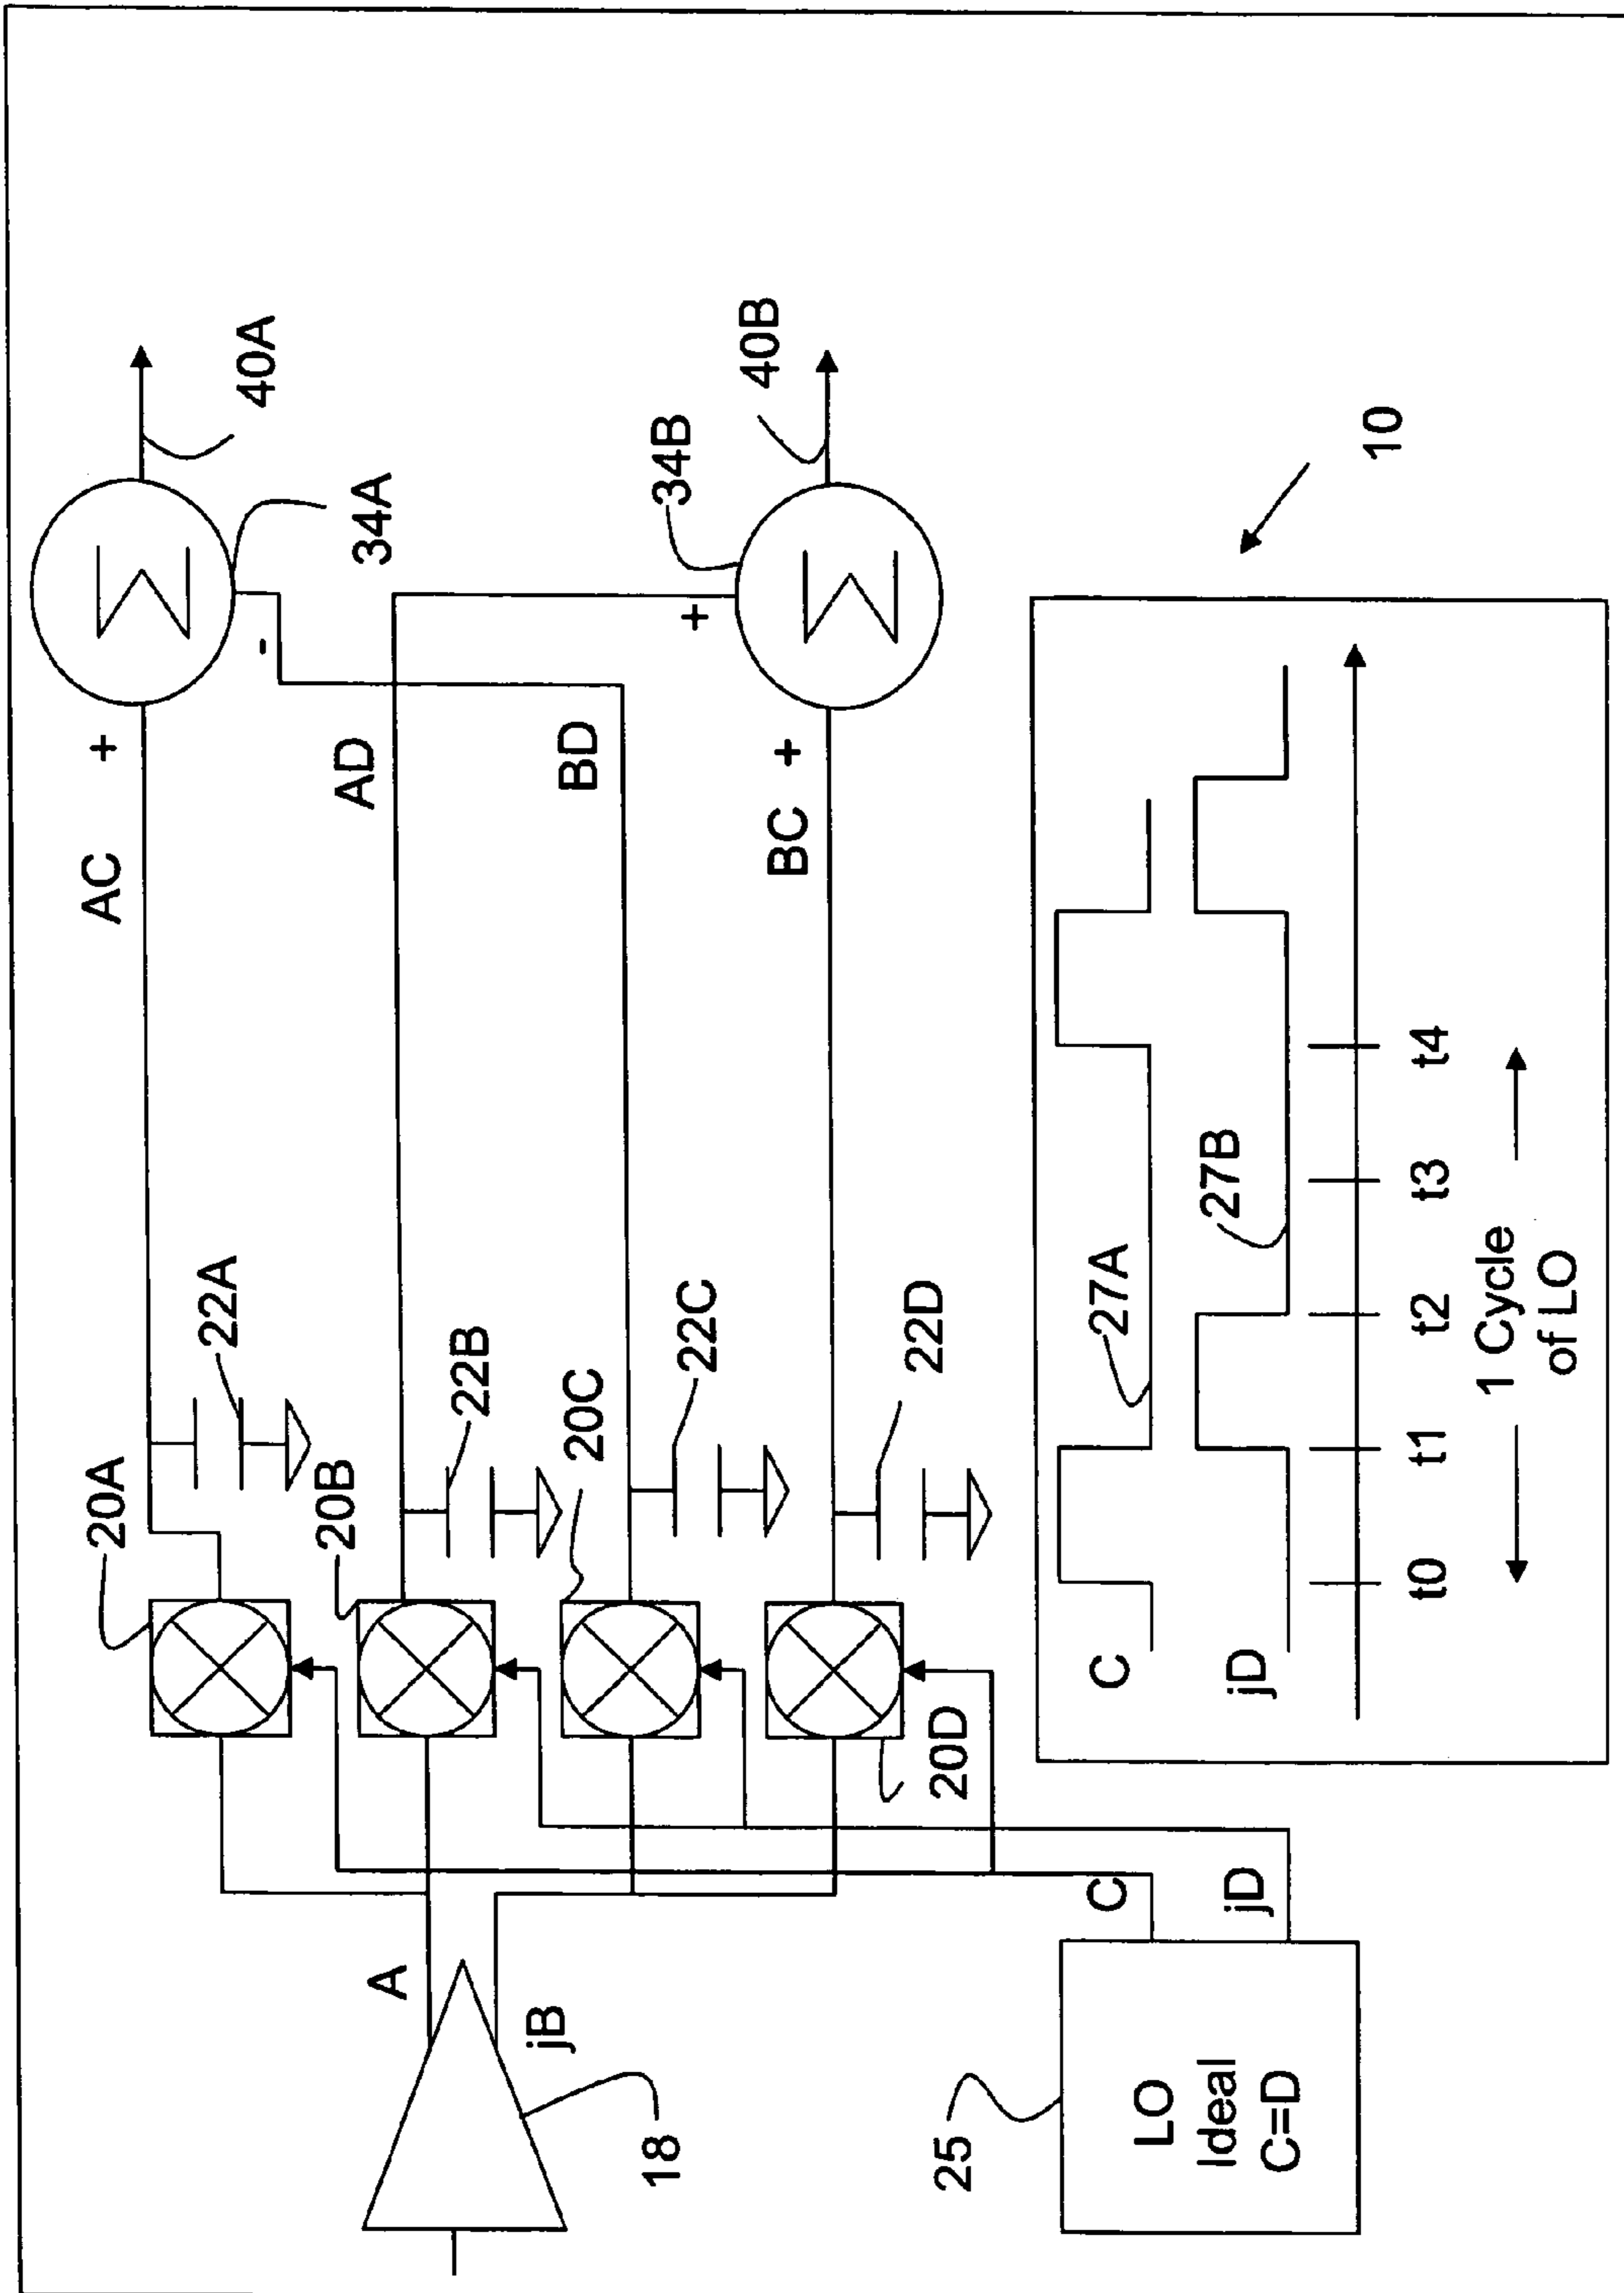 40A
34A
AC
+
-
AD
BD
34B
+
40B
BC
+
10
20A
22A
20B
22B
20C
22C
22D
20D
A
jB
18
C
jD
25
LO
Ideal
C=D
C
27A
jD
27B
t0
t1
t2
t3
t4
1 Cycle
of LO
Σ
Σ